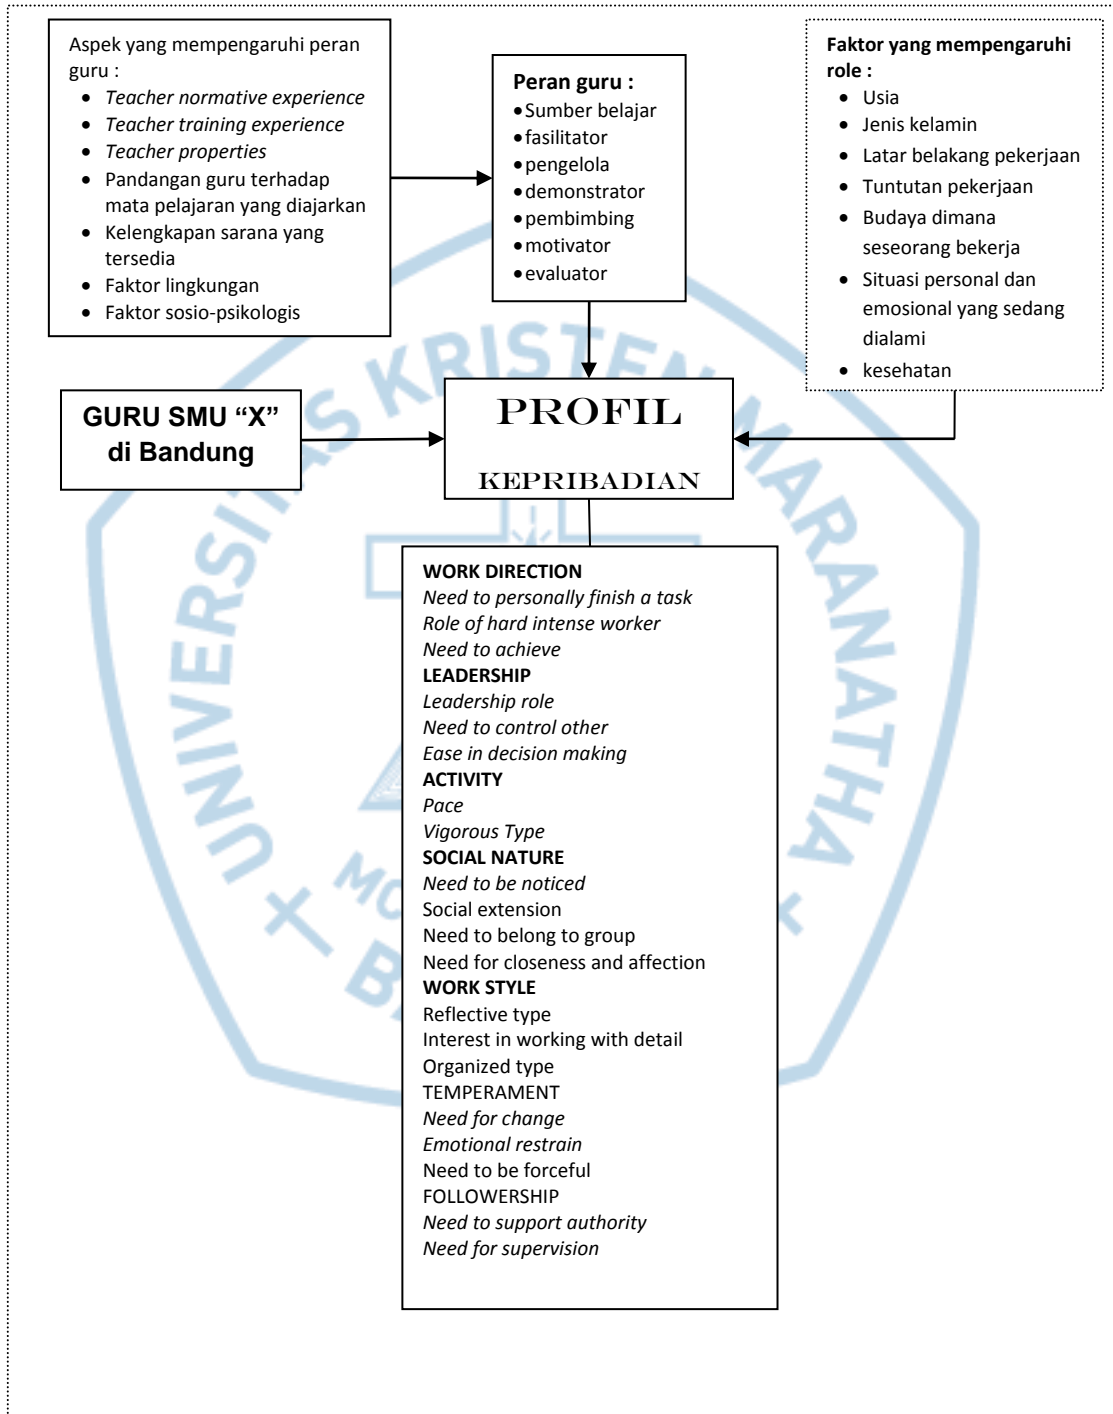 Aspek yang mempengaruhi peran
guru :
• Teacher normative experience
• Teacher training experience
• Teacher properties
• Pandangan guru terhadap
mata pelajaran yang diajarkan
• Kelengkapan sarana yang
tersedia
• Faktor lingkungan
• Faktor sosio-psikologis
Peran guru :
• Sumber belajar
• fasilitator
• pengelola
• demonstrator
• pembimbing
• motivator
• evaluator
Faktor yang mempengaruhi
role :
• Usia
• Jenis kelamin
• Latar belakang pekerjaan
• Tuntutan pekerjaan
• Budaya dimana
seseorang bekerja
• Situasi personal dan
emosional yang sedang
dialami
• kesehatan
GURU SMU “X”
di Bandung
PROFIL
KEPRIBADIAN
WORK DIRECTION
Need to personally finish a task
Role of hard intense worker
Need to achieve
LEADERSHIP
Leadership role
Need to control other
Ease in decision making
ACTIVITY
Pace
Vigorous Type
SOCIAL NATURE
Need to be noticed
Social extension
Need to belong to group
Need for closeness and affection
WORK STYLE
Reflective type
Interest in working with detail
Organized type
TEMPERAMENT
Need for change
Emotional restrain
Need to be forceful
FOLLOWERSHIP
Need to support authority
Need for supervision
UNIVERSITAS KRISTEN MARANATHA